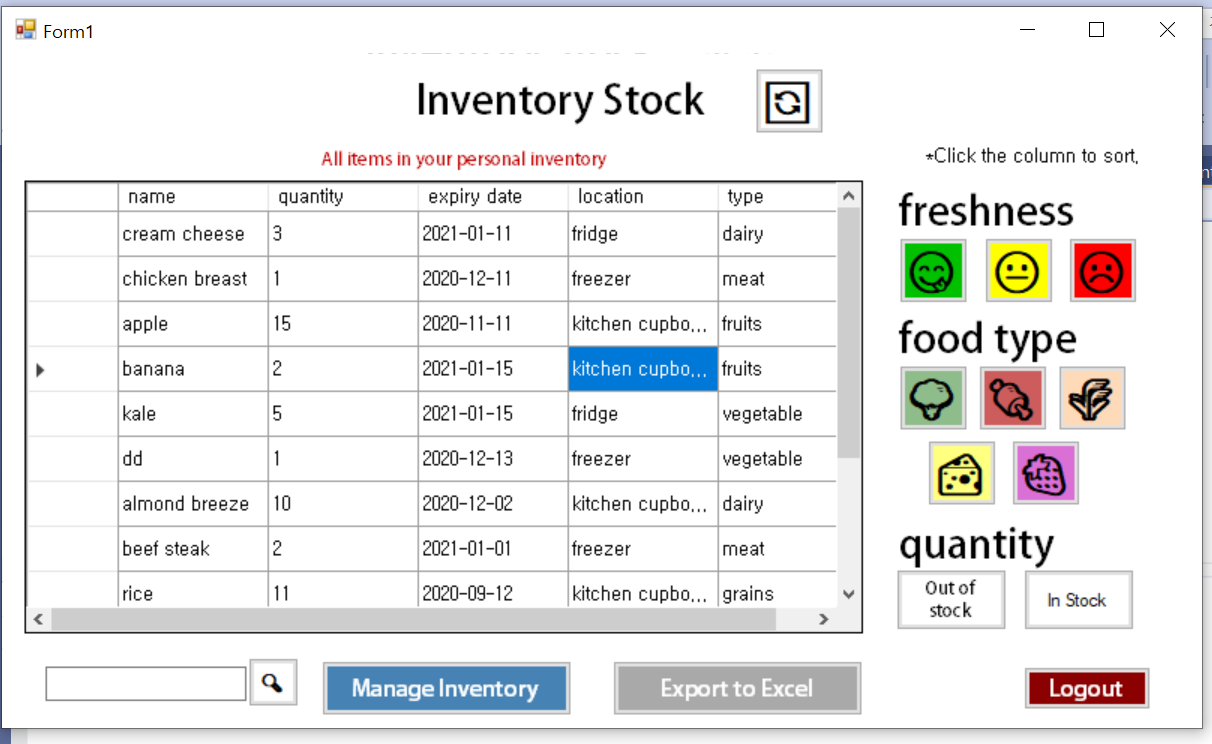 Form1
Inventory Stock
All items in your personal inventory
*Click the column to sort,
name quantity expiry date location type
cream cheese 3 2021-01-11 fridge dairy
chicken breast 1 2020-12-11 freezer meat
apple 15 2020-11-11 kitchen cupbo... fruits
banana 2 2021-01-15 kitchen cupbo... fruits
kale 5 2021-01-15 fridge vegetable
dd 1 2020-12-13 freezer vegetable
almond breeze 10 2020-12-02 kitchen cupbo... dairy
beef steak 2 2021-01-01 freezer meat
rice 11 2020-09-12 kitchen cupbo... grains
freshness
food type
quantity
Out of
stock
In Stock
Manage Inventory
Export to Excel
Logout